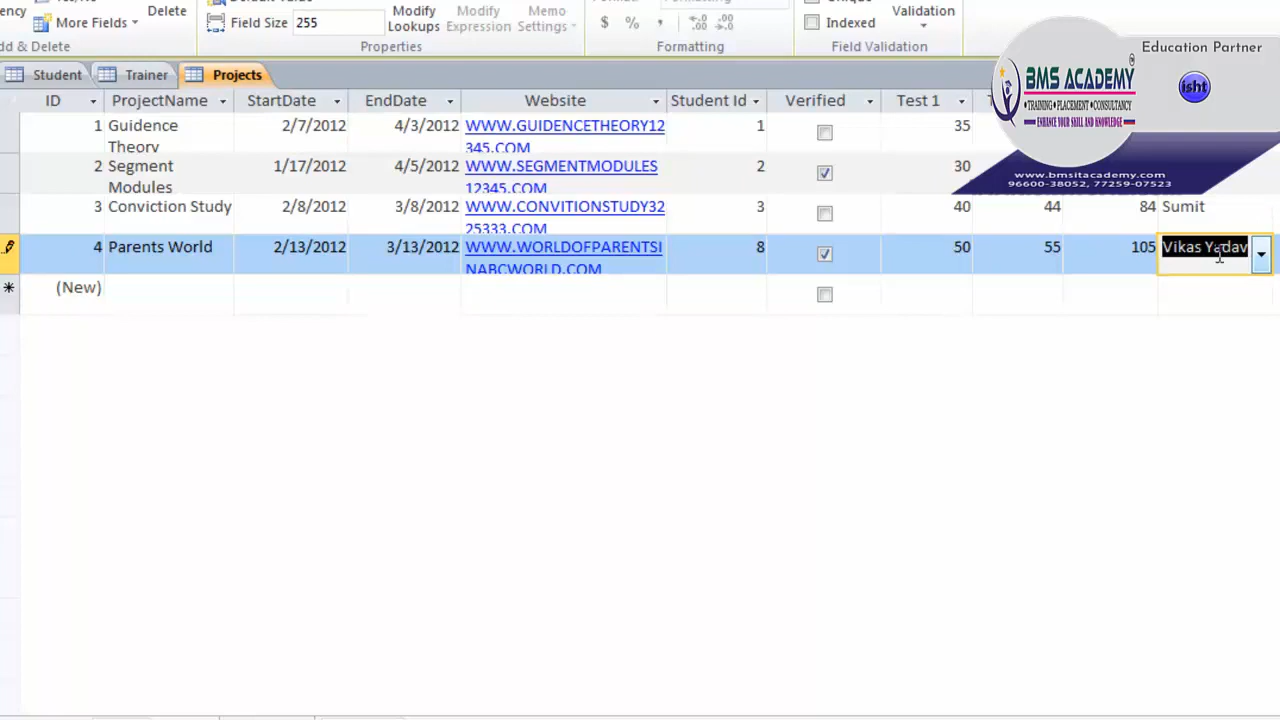 Delete
More Fields
Field Size 255
Modify Lookups
Modify Expression
Memo Settings
$ % ,
Indexed
Validation
Properties
Formatting
Field Validation
Education Partner
BMS ACADEMY
•TRAINING •PLACEMENT •CONSULTANCY
ENHANCE YOUR SKILL AND KNOWLEDGE
isht
www.bmsitacademy.com
96600-38052, 77259-07523
Student Trainer Projects
ID ProjectName StartDate EndDate Website Student Id Verified Test 1
1 Guidence Theory 2/7/2012 4/3/2012 WWW.GUIDENCETHEORY12345.COM 1 35
2 Segment Modules 1/17/2012 4/5/2012 WWW.SEGMENTMODULES12345.COM 2 30
3 Conviction Study 2/8/2012 3/8/2012 WWW.CONVITIONSTUDY3225333.COM 3 40 44 84 Sumit
4 Parents World 2/13/2012 3/13/2012 WWW.WORLDOFPARENTSINABCWORLD.COM 8 50 55 105 Vikas Yadav
(New)